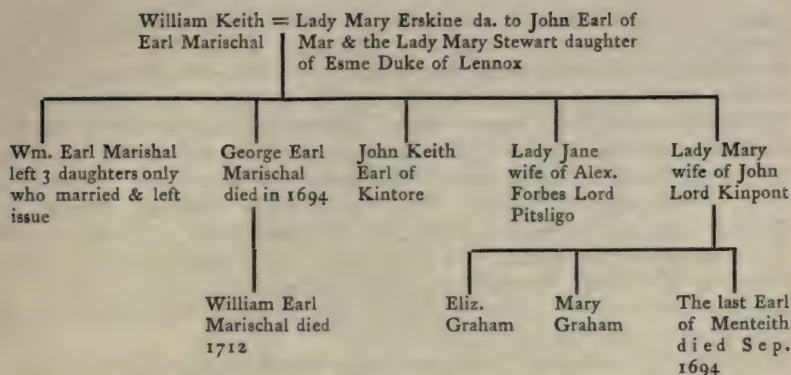 William Keith = Lady Mary Erskine da. to John Earl of
Earl Marischal Mar & the Lady Mary Stewart daughter
of Esme Duke of Lennox
Wm. Earl Marishal
left 3 daughters only
who married & left
issue
George Earl
Marischal
died in 1694
John Keith
Earl of
Kintore
Lady Jane
wife of Alex.
Forbes Lord
Pitsligo
Lady Mary
wife of John
Lord Kinpont
William Earl
Marischal died
1712
Eliz.
Graham
Mary
Graham
The last Earl
of Menteith
died Sep.
1694